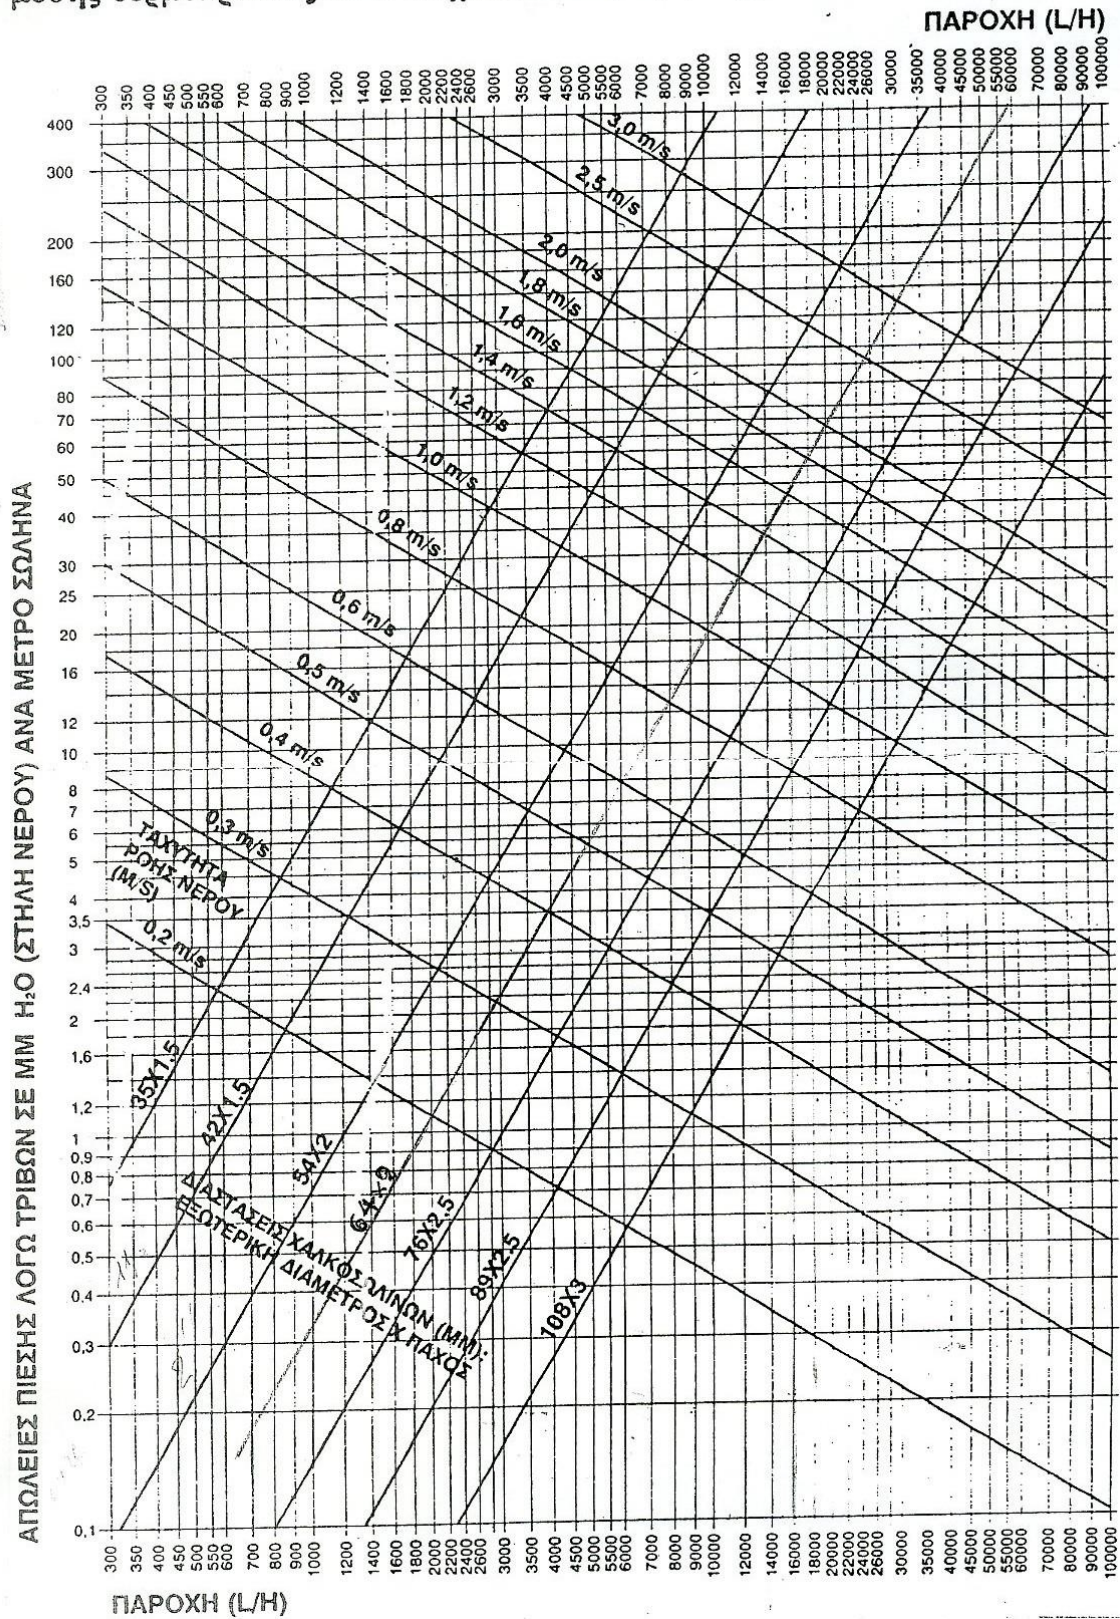 ΠΑΡΟΧΗ (L/H)
300 350 400 450 500 550 600 700 800 900 1000 1200 1400 1600 1800 2000 2200 2400 2600 3000 3500 4000 4500 5000 5500 6000 7000 8000 9000 10000 12000 14000 16000 18000 20000 22000 24000 26000 30000 35000 40000 45000 50000 55000 60000 70000 80000 90000 100000
400
300
200
160
120
100
80
70
60
50
40
30
25
20
16
12
10
8
7
6
5
4
3,5
3
2,4
2
1,6
1,2
1
0,9
0,8
0,7
0,6
0,5
0,4
0,3
0,2
0,1
ΑΠΩΛΕΙΕΣ ΠΙΕΣΗΣ ΛΟΓΩ ΤΡΙΒΩΝ ΣΕ ΜΜ H₂O (ΣΤΗΛΗ ΝΕΡΟΥ) ΑΝΑ ΜΕΤΡΟ ΣΩΛΗΝΑ
3,0 m/s
2,5 m/s
2,0 m/s
1,8 m/s
1,6 m/s
1,4 m/s
1,2 m/s
1,0 m/s
0,8 m/s
0,6 m/s
0,5 m/s
0,4 m/s
0,3 m/s
ΤΑΧΥΤΗΤΑ
ΡΟΗΣ ΝΕΡΟΥ
(M/S)
0,2 m/s
35X1,5
42X1,5
54X2
64x2
76X2,5
89X2,5
108X3
ΔΙΑΣΤΑΣΕΙΣ ΧΑΛΚΟΣΩΛΙΝΩΝ (ΜΜ):
ΕΞΩΤΕΡΙΚΗ ΔΙΑΜΕΤΡΟΣ Χ ΠΑΧΟΣ
300 350 400 450 500 550 600 700 800 900 1000 1200 1400 1600 1800 2000 2200 2400 2600 3000 3500 4000 4500 5000 5500 6000 7000 8000 9000 10000 12000 14000 16000 18000 20000 22000 24000 26000 30000 35000 40000 45000 50000 55000 60000 70000 80000 90000 100000
ΠΑΡΟΧΗ (L/H)